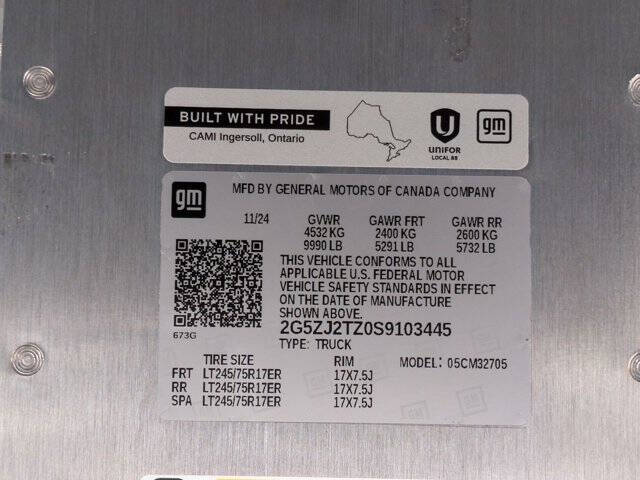 BUILT WITH PRIDE
CAMI Ingersoll, Ontario
UNIFOR
LOCAL 88
gm
gm
MFD BY GENERAL MOTORS OF CANADA COMPANY
11/24 GVWR GAWR FRT GAWR RR
4532 KG 2400 KG 2600 KG
9990 LB 5291 LB 5732 LB
THIS VEHICLE CONFORMS TO ALL
APPLICABLE U.S. FEDERAL MOTOR
VEHICLE SAFETY STANDARDS IN EFFECT
ON THE DATE OF MANUFACTURE
SHOWN ABOVE.
673G
2G5ZJ2TZ0S9103445
TYPE: TRUCK
TIRE SIZE RIM MODEL: 05CM32705
FRT LT245/75R17ER 17X7.5J
RR LT245/75R17ER 17X7.5J
SPA LT245/75R17ER 17X7.5J